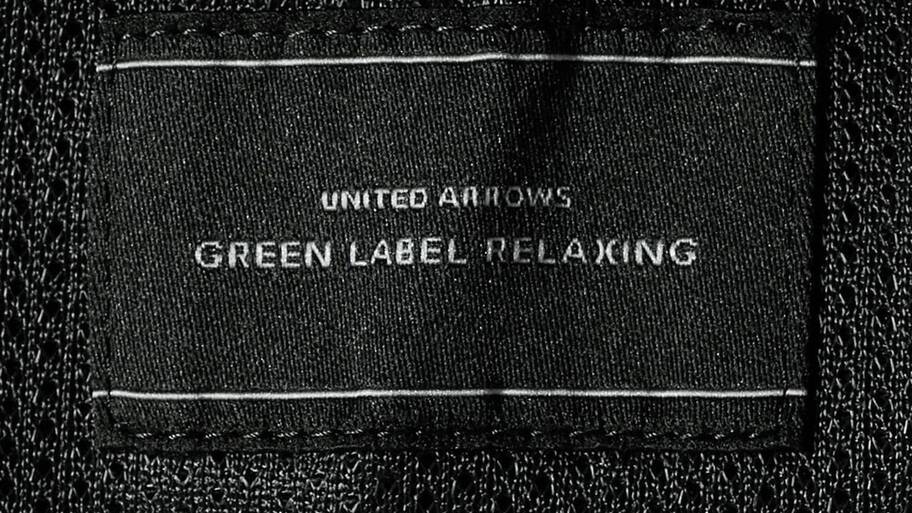 UNITED ARROWS
GREEN LABEL RELAXING